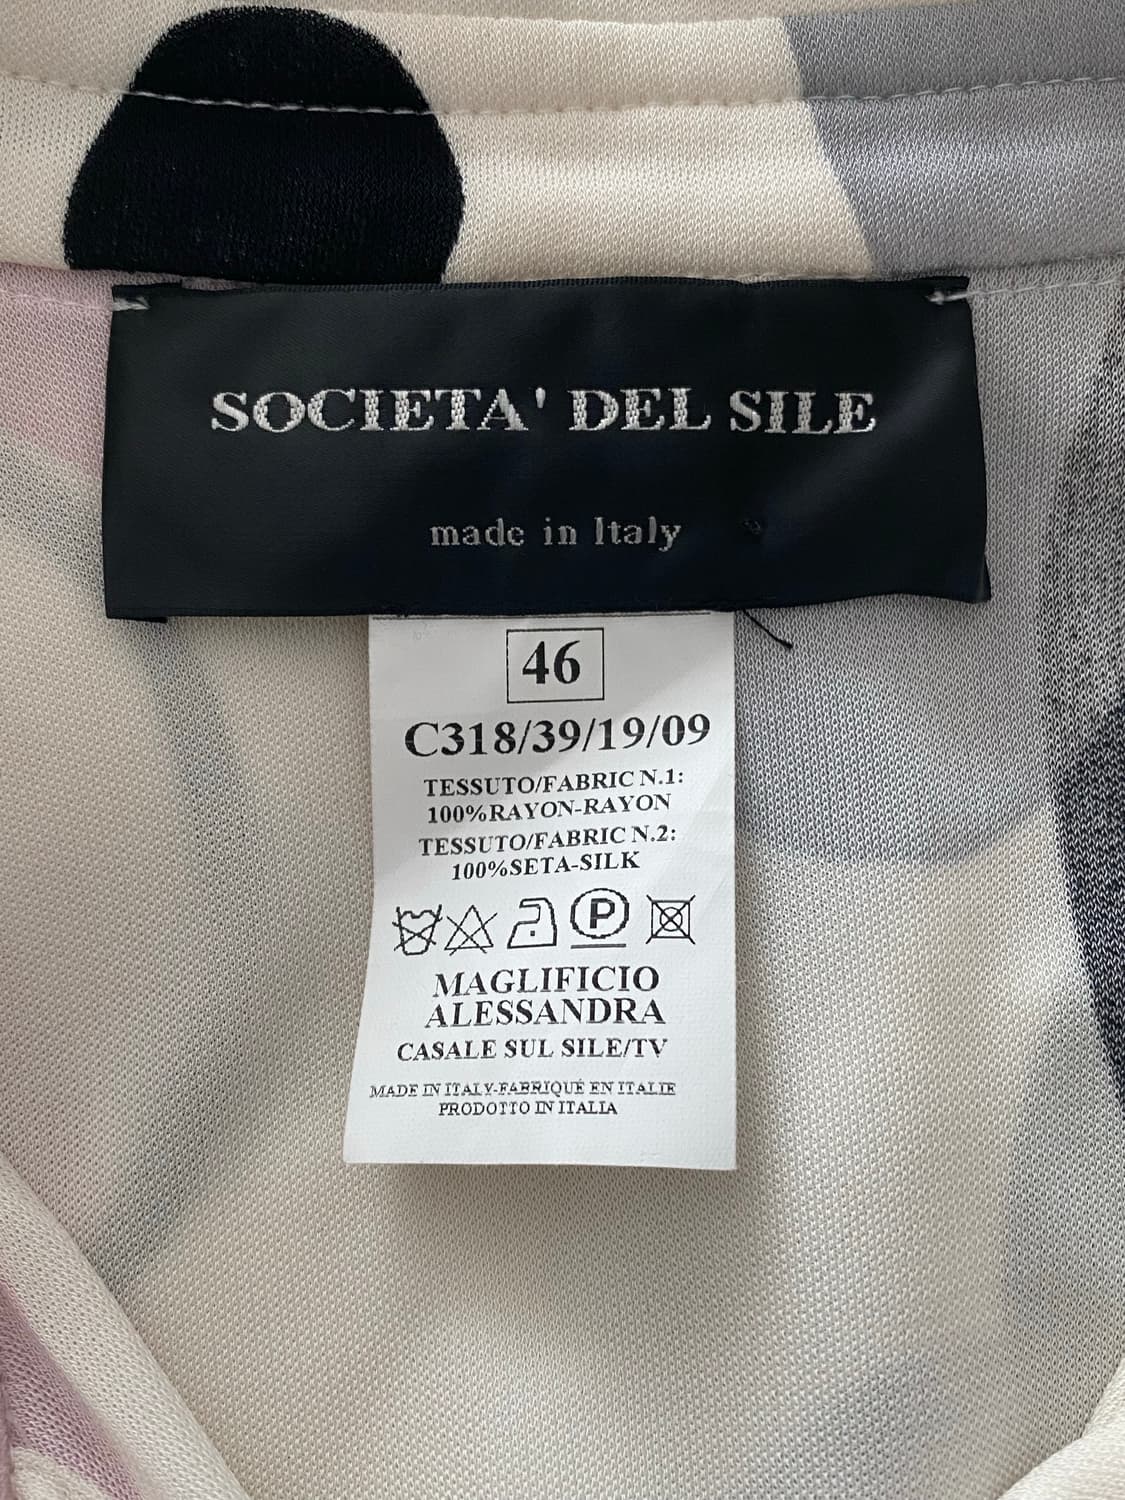 SOCIETA' DEL SILE
made in Italy
46
C318/39/19/09
TESSUTO/FABRIC N.1:
100%RAYON-RAYON
TESSUTO/FABRIC N.2:
100%SETA-SILK
P
MAGLIFICIO
ALESSANDRA
CASALE SUL SILE/TV
MADE IN ITALY-FABRIQUÉ EN ITALIE
PRODOTTO IN ITALIA